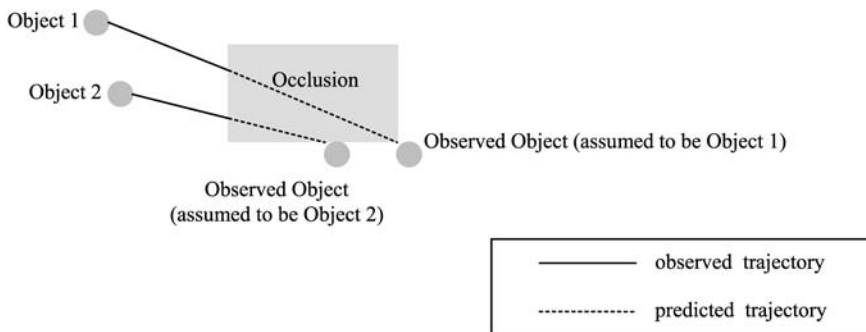 Object 1
Object 2
Occlusion
Observed Object (assumed to be Object 1)
Observed Object
(assumed to be Object 2)
observed trajectory
predicted trajectory